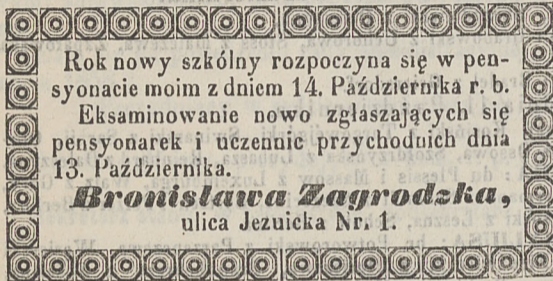 Rok nowy szkólny rozpoczyna się w pen-
syonacie moim z dniem 14. Października r. b.
Eksaminowanie nowo zgłaszających się
pensyonarek i uczennic przychodnich dnia
13. Października.
Bronisława Zagrodzka,
ulica Jezuicka Nr. 1.